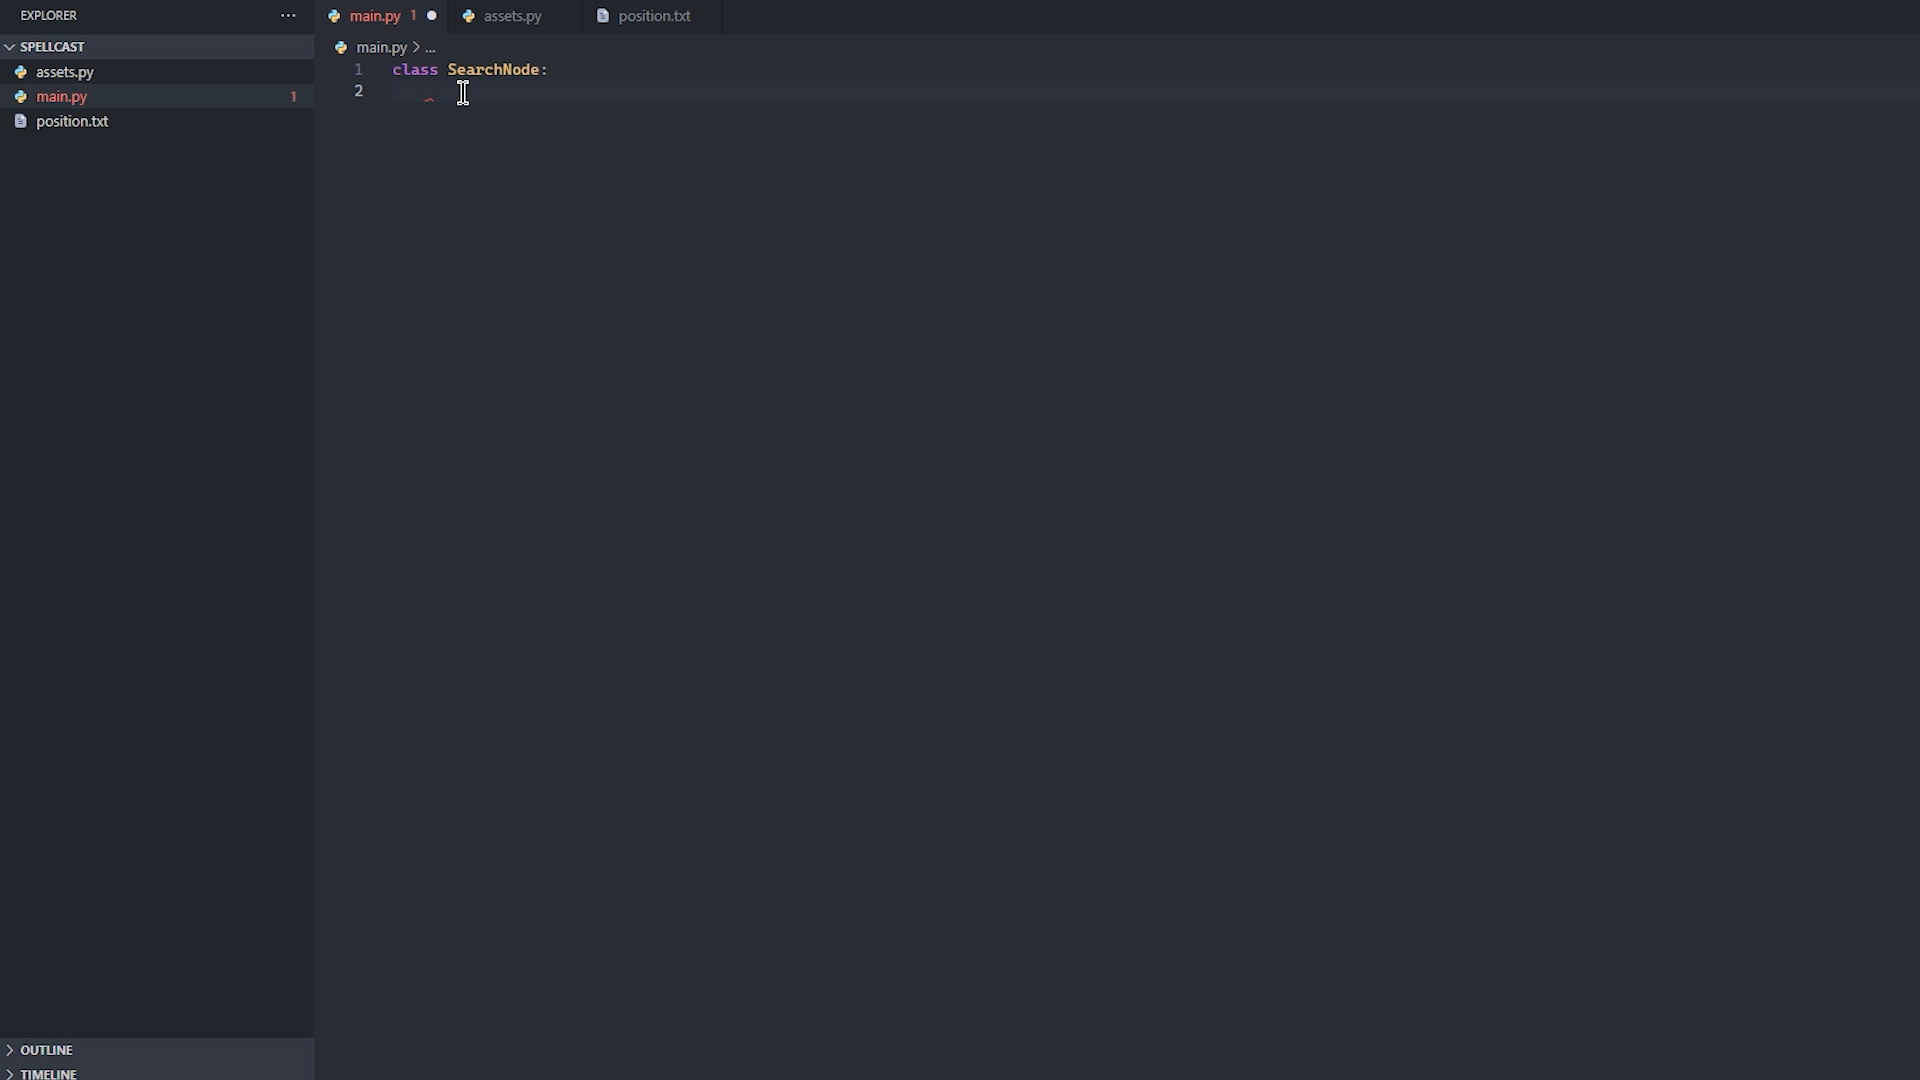 EXPLORER ...
SPELLCAST
assets.py
main.py 1
position.txt
OUTLINE
TIMELINE
main.py 1
assets.py
position.txt
main.py > ...
1 class SearchNode:
2